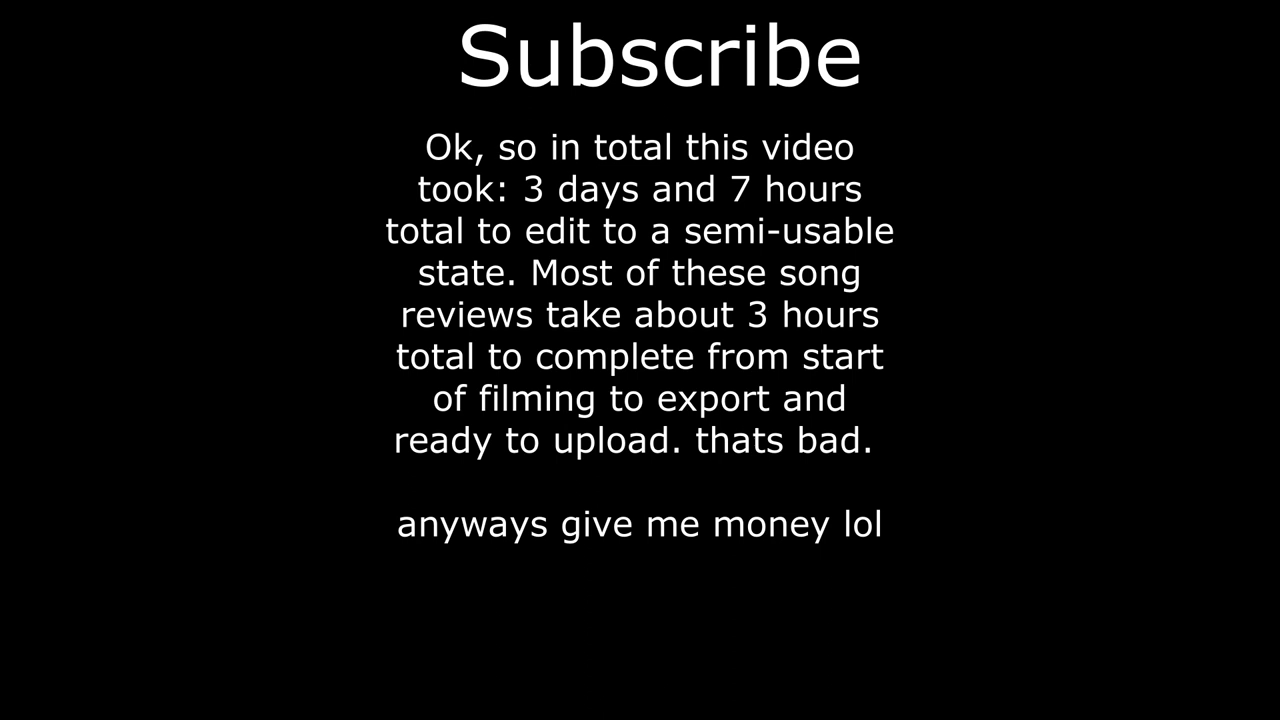 Subscribe
Ok, so in total this video
took: 3 days and 7 hours
total to edit to a semi-usable
state. Most of these song
reviews take about 3 hours
total to complete from start
of filming to export and
ready to upload. thats bad.
anyways give me money lol